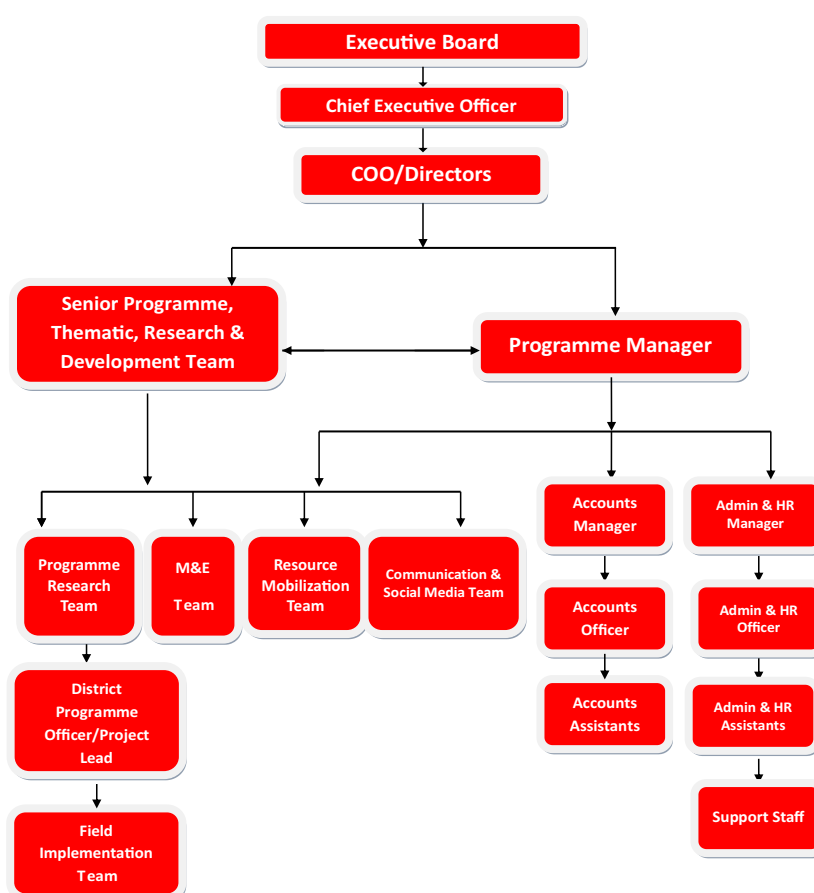 Executive Board
Chief Executive Officer
COO/Directors
Senior Programme,
Thematic, Research &
Development Team
Programme Manager
Programme
Research
Team
M&E
Team
Resource
Mobilization
Team
Communication &
Social Media Team
Accounts
Manager
Admin & HR
Manager
Accounts
Officer
Admin & HR
Officer
District
Programme
Officer/Project
Lead
Accounts
Assistants
Admin & HR
Assistants
Field
Implementation
Team
Support Staff